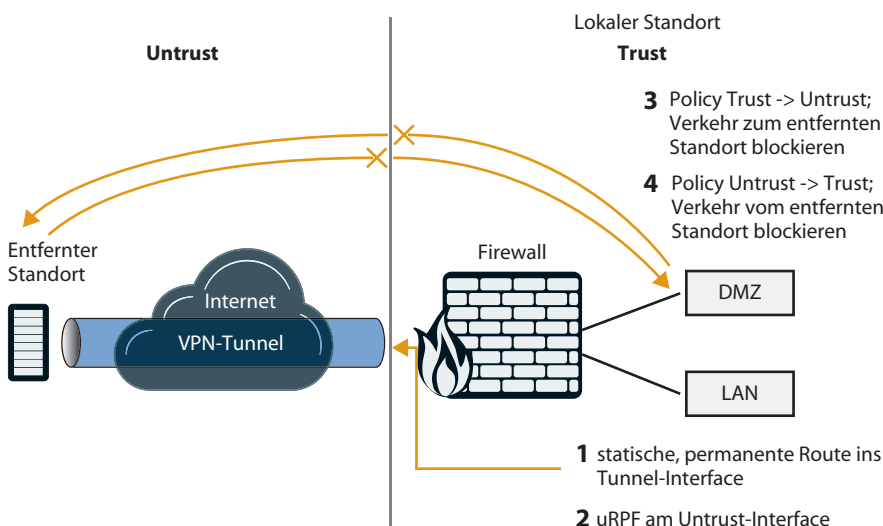 Lokaler Standort
Untrust
Trust
3 Policy Trust -> Untrust;
Verkehr zum entfernten
Standort blockieren
4 Policy Untrust -> Trust;
Verkehr vom entfernten
Standort blockieren
Entfernter
Standort
Internet
VPN-Tunnel
Firewall
DMZ
LAN
1 statische, permanente Route ins
Tunnel-Interface
2 uRPF am Untrust-Interface